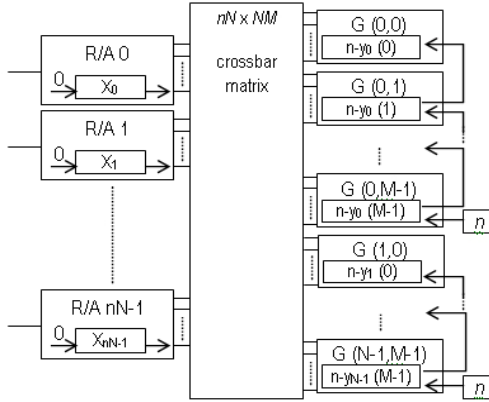 nN x NM
crossbar
matrix
R/A 0
0
X0
R/A 1
0
X1
R/A nN-1
0
XnN-1
G (0,0)
n-y0 (0)
G (0,1)
n-y0 (1)
G (0,M-1)
n-y0 (M-1)
n
G (1,0)
n-y1 (0)
G (N-1,M-1)
n-yN-1 (M-1)
n